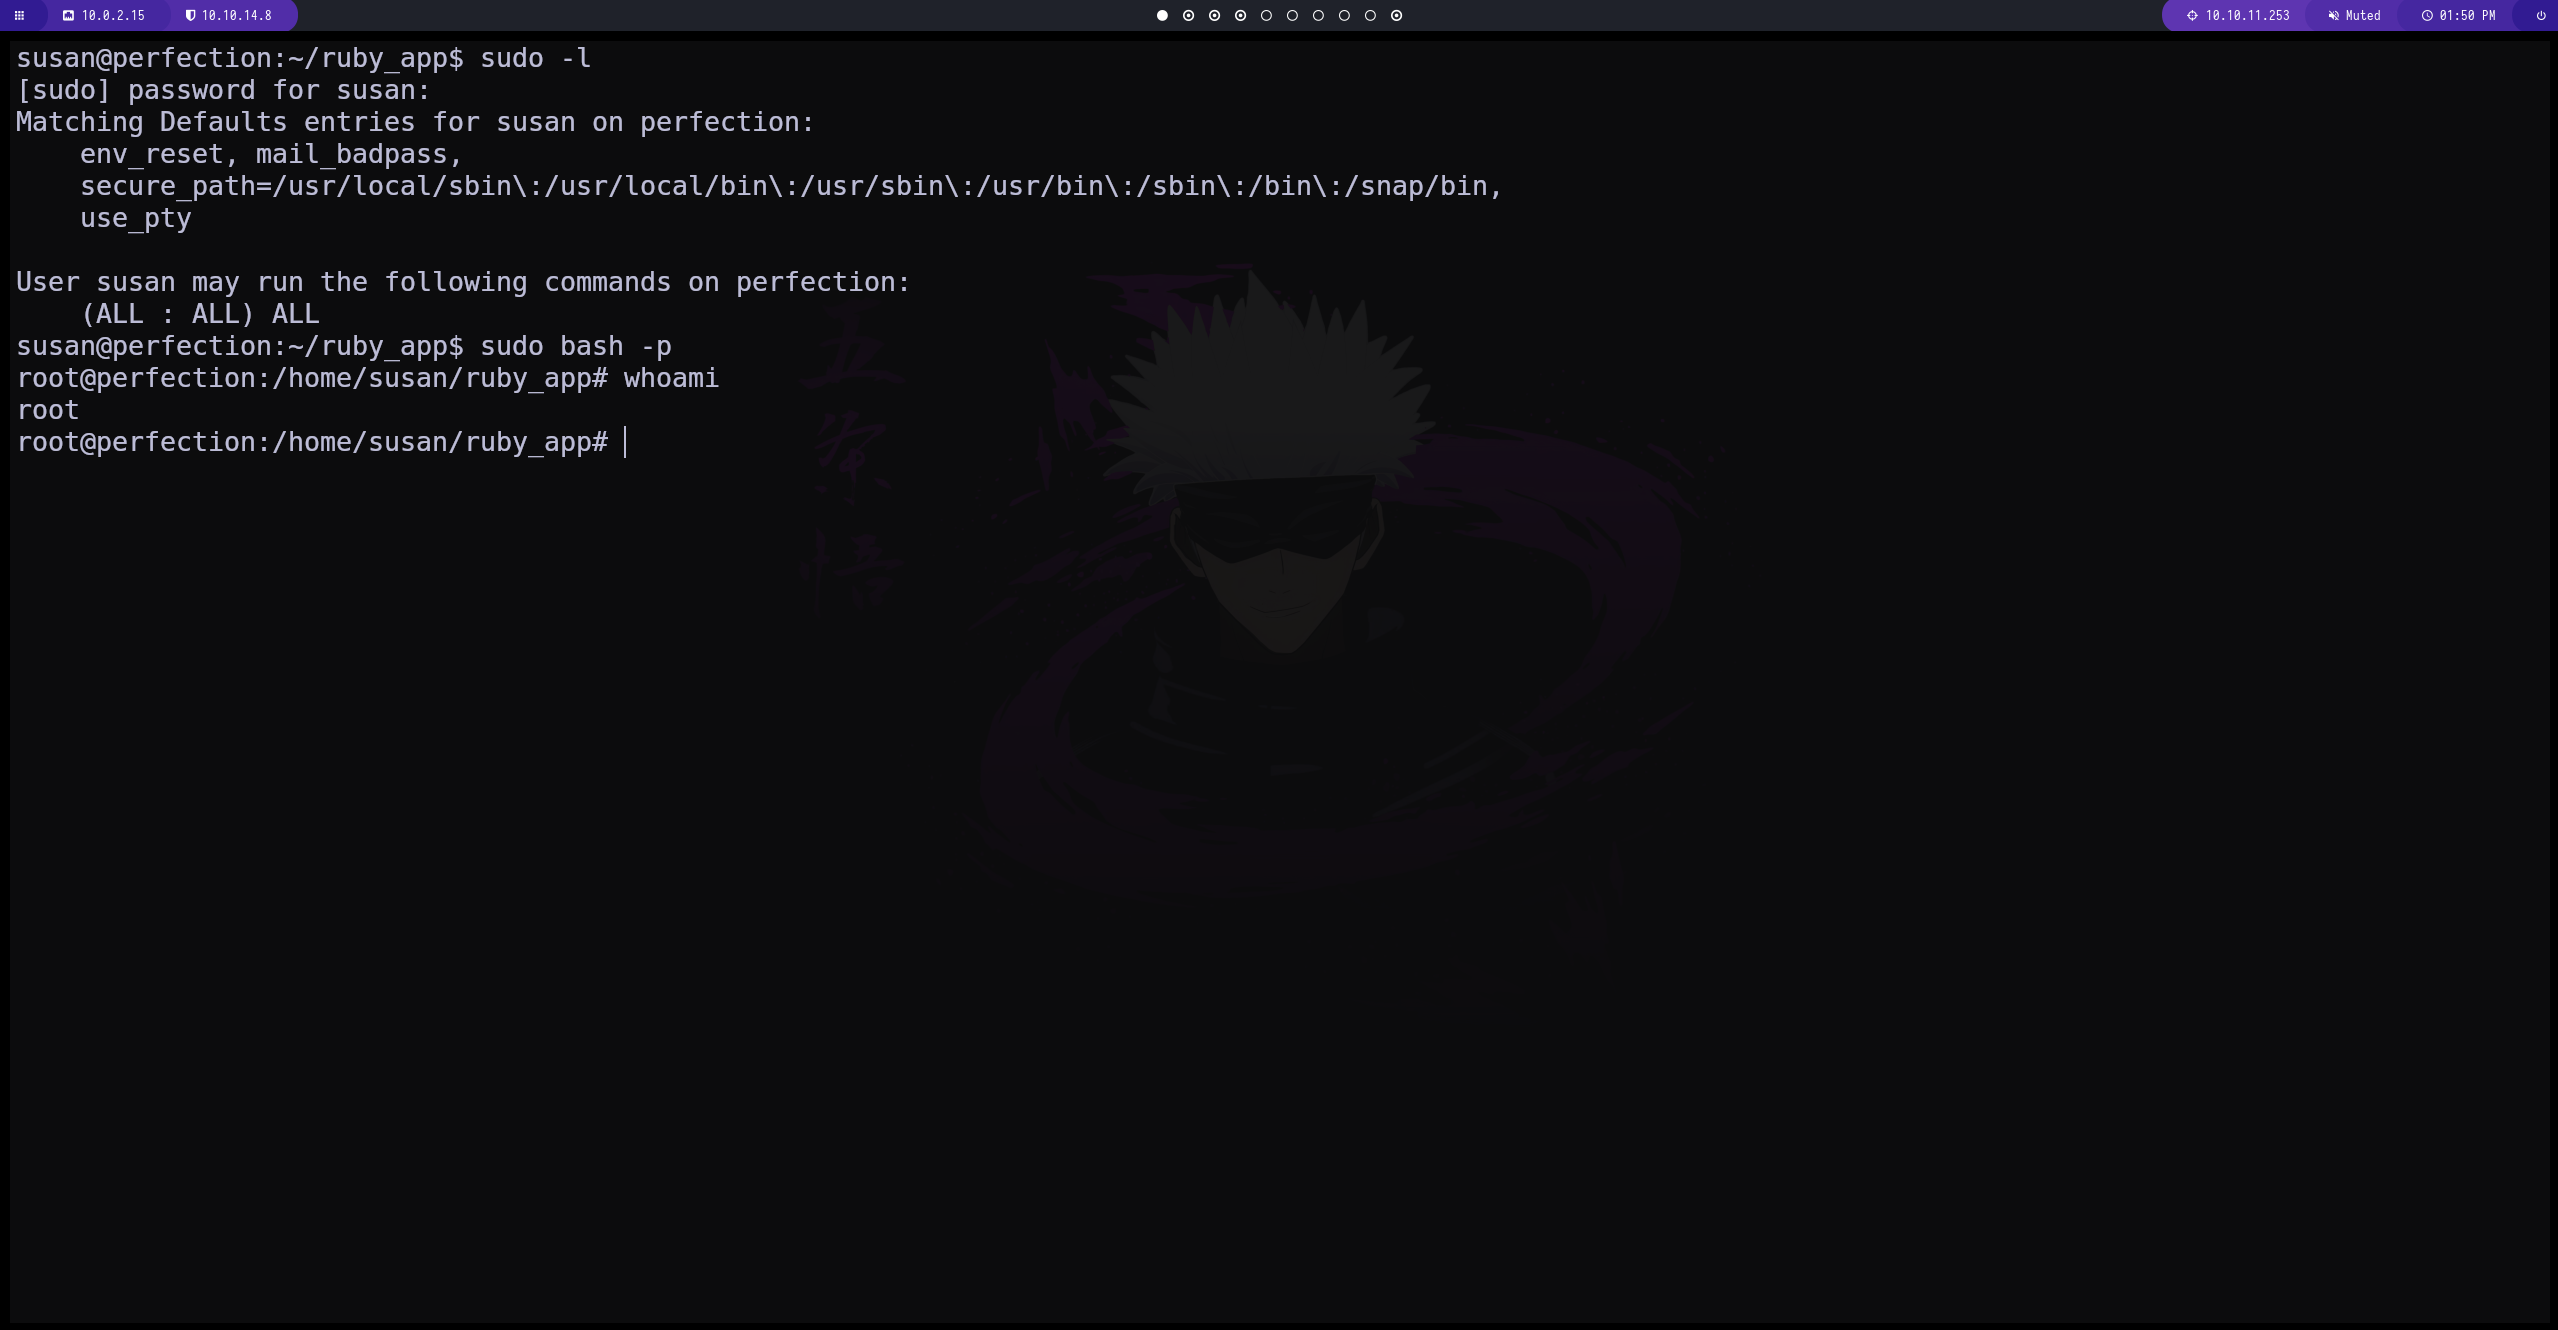 10.0.2.15 10.10.14.8 10.10.11.253 Muted 01:50 PM
susan@perfection:~/ruby_app$ sudo -l
[sudo] password for susan:
Matching Defaults entries for susan on perfection:
    env_reset, mail_badpass,
    secure_path=/usr/local/sbin\:/usr/local/bin\:/usr/sbin\:/usr/bin\:/sbin\:/bin\:/snap/bin,
    use_pty

User susan may run the following commands on perfection:
    (ALL : ALL) ALL
susan@perfection:~/ruby_app$ sudo bash -p
root@perfection:/home/susan/ruby_app# whoami
root
root@perfection:/home/susan/ruby_app#
五
条
悟